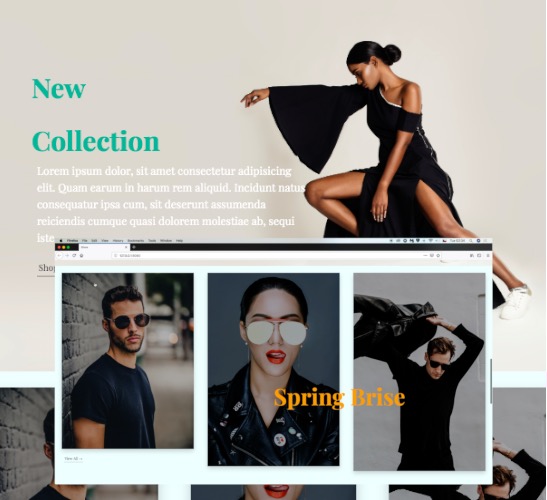 New
Collection
Lorem ipsum dolor, sit amet consectetur adipisicing
elit. Quam earum in harum rem aliquid. Incidunt natus
consequatur ipsa cum, sit deserunt assumenda
reiciendis cumque quasi dolorem molestiae ab, sequi
iste
Shop
Spring Brise
View All